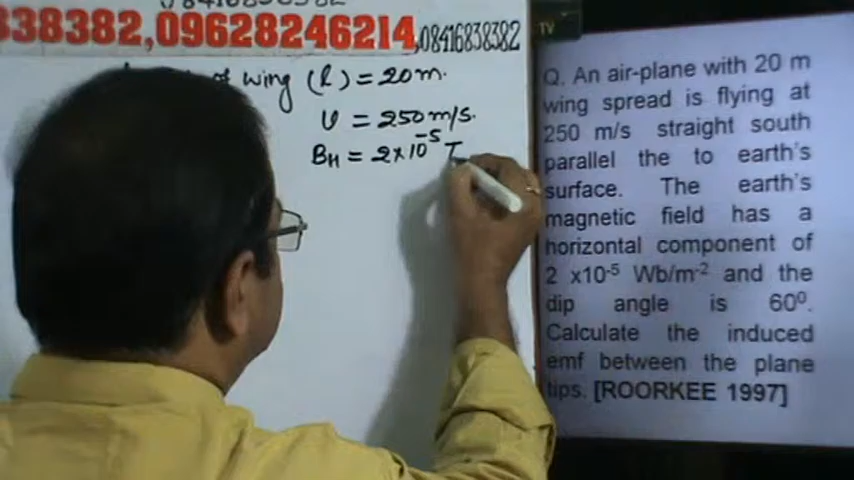 38382,09628246214,08416838382
of wing (l) = 20m.
v = 250 m/s.
BH = 2×10⁻⁵ T
TV
Q. An air-plane with 20 m
wing spread is flying at
250 m/s straight south
parallel the to earth's
surface. The earth's
magnetic field has a
horizontal component of
2 x10⁻⁵ Wb/m⁻² and the
dip angle is 60⁰.
Calculate the induced
emf between the plane
tips. [ROORKEE 1997]